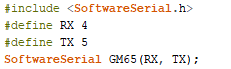 #include <SoftwareSerial.h>
#define RX 4
#define TX 5
SoftwareSerial GM65(RX, TX);